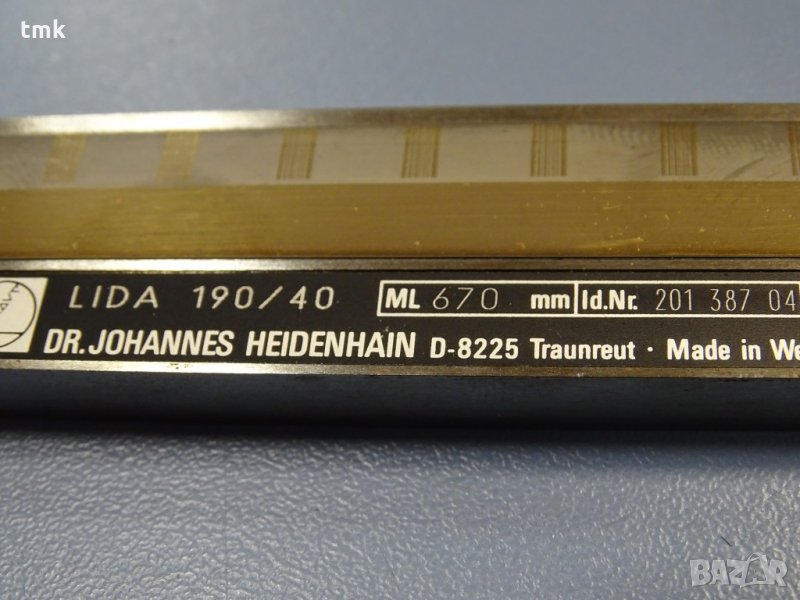 tmk
LIDA 190/40 ML 670 mm Id.Nr. 201 387 04
DR. JOHANNES HEIDENHAIN D-8225 Traunreut · Made in We
BAZAR